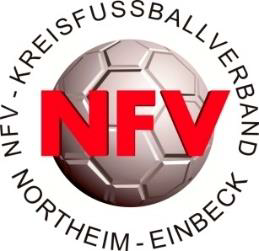 NFV - KREISFUSSBALLVERBAND
NFV
NORTHEIM - EINBECK